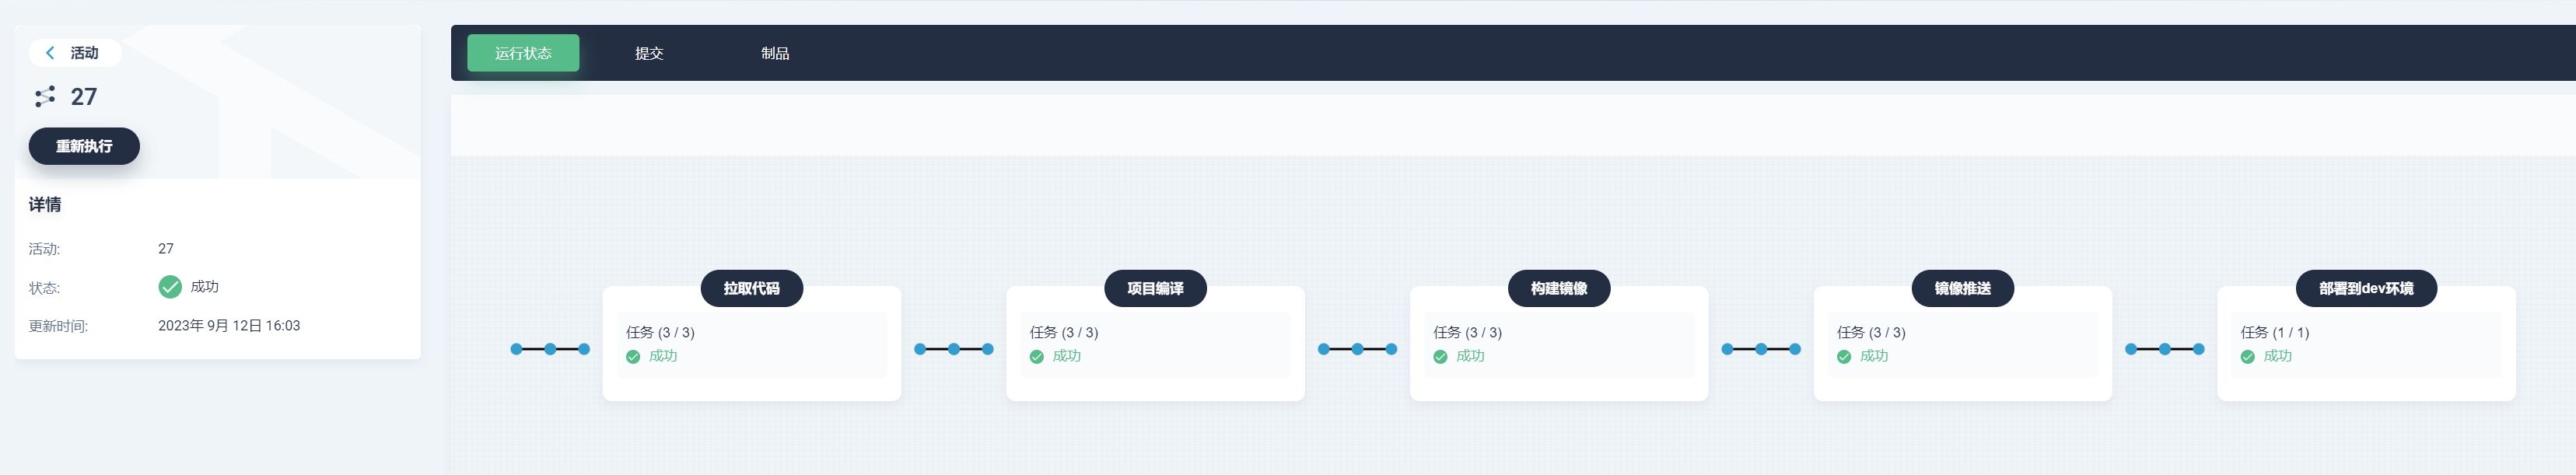 活动
27
重新执行
详情
活动: 27
状态: 成功
更新时间: 2023年 9月 12日 16:03
运行状态 提交 制品
拉取代码
任务 (3 / 3)
成功
项目编译
任务 (3 / 3)
成功
构建镜像
任务 (3 / 3)
成功
镜像推送
任务 (3 / 3)
成功
部署到dev环境
任务 (1 / 1)
成功